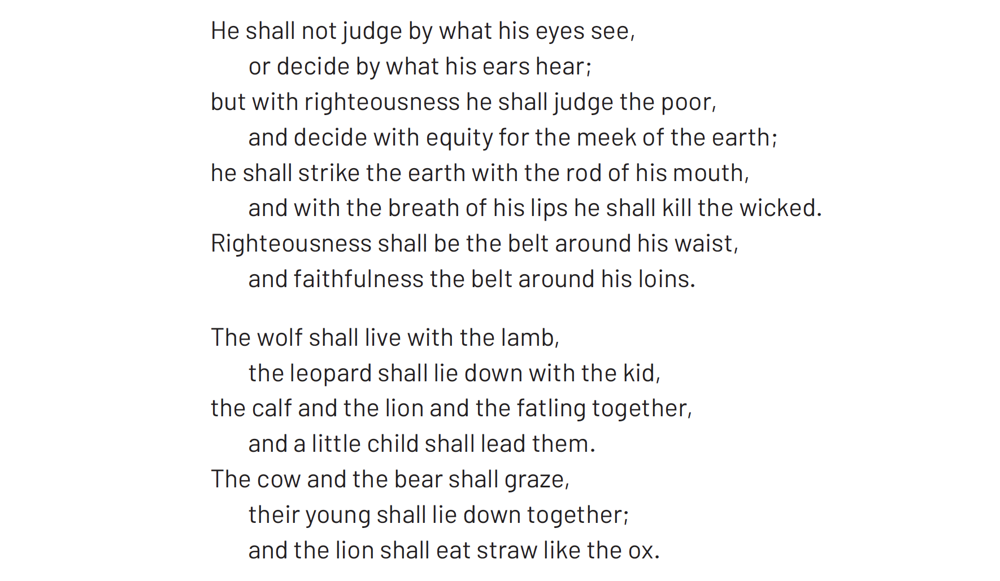 He shall not judge by what his eyes see,
or decide by what his ears hear;
but with righteousness he shall judge the poor,
and decide with equity for the meek of the earth;
he shall strike the earth with the rod of his mouth,
and with the breath of his lips he shall kill the wicked.
Righteousness shall be the belt around his waist,
and faithfulness the belt around his loins.
The wolf shall live with the lamb,
the leopard shall lie down with the kid,
the calf and the lion and the fatling together,
and a little child shall lead them.
The cow and the bear shall graze,
their young shall lie down together;
and the lion shall eat straw like the ox.